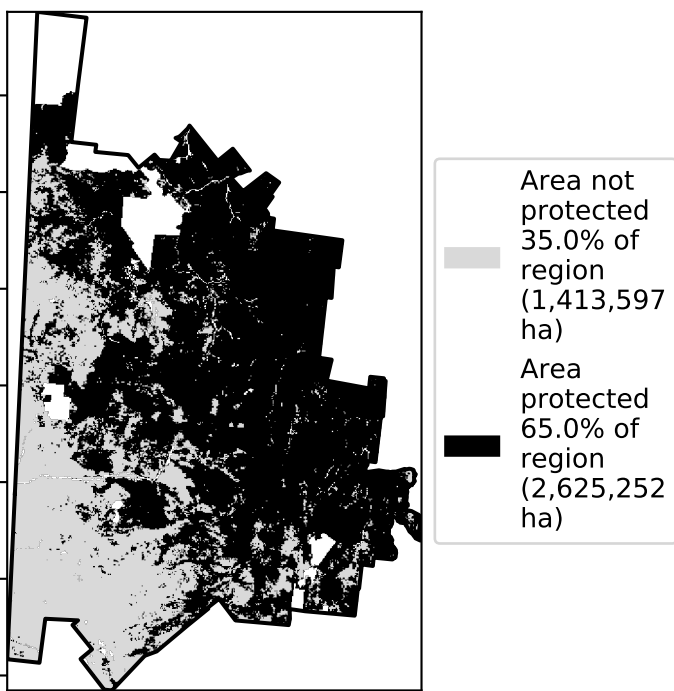 Area not
protected
35.0% of
region
(1,413,597
ha)
Area
protected
65.0% of
region
(2,625,252
ha)